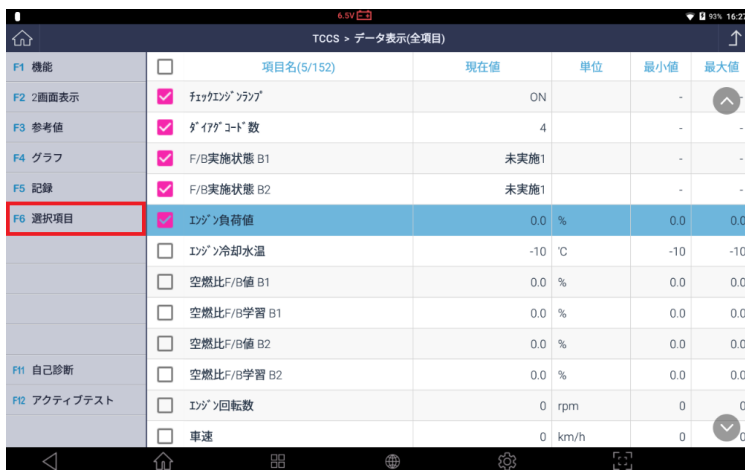 6.5V 93% 16:27
TCCS > データ表示(全項目)
F1 機能 項目名(5/152) 現在値 単位 最小値 最大値
F2 2画面表示 ﾁｪｯｸｴﾝｼﾞﾝﾗﾝﾌﾟ ON - -
F3 参考値 ﾀﾞｲｱｸﾞｺｰﾄﾞ数 4 - -
F4 グラフ F/B実施状態 B1 未実施1 - -
F5 記録 F/B実施状態 B2 未実施1 - -
F6 選択項目 ｴﾝｼﾞﾝ負荷値 0.0 % 0.0 0.0
ｴﾝｼﾞﾝ冷却水温 -10 ℃ -10 -10
空燃比F/B値 B1 0.0 % 0.0 0.0
空燃比F/B学習 B1 0.0 % 0.0 0.0
空燃比F/B値 B2 0.0 % 0.0 0.0
F11 自己診断 空燃比F/B学習 B2 0.0 % 0.0 0.0
F12 アクティブテスト ｴﾝｼﾞﾝ回転数 0 rpm 0 0
車速 0 km/h 0 0